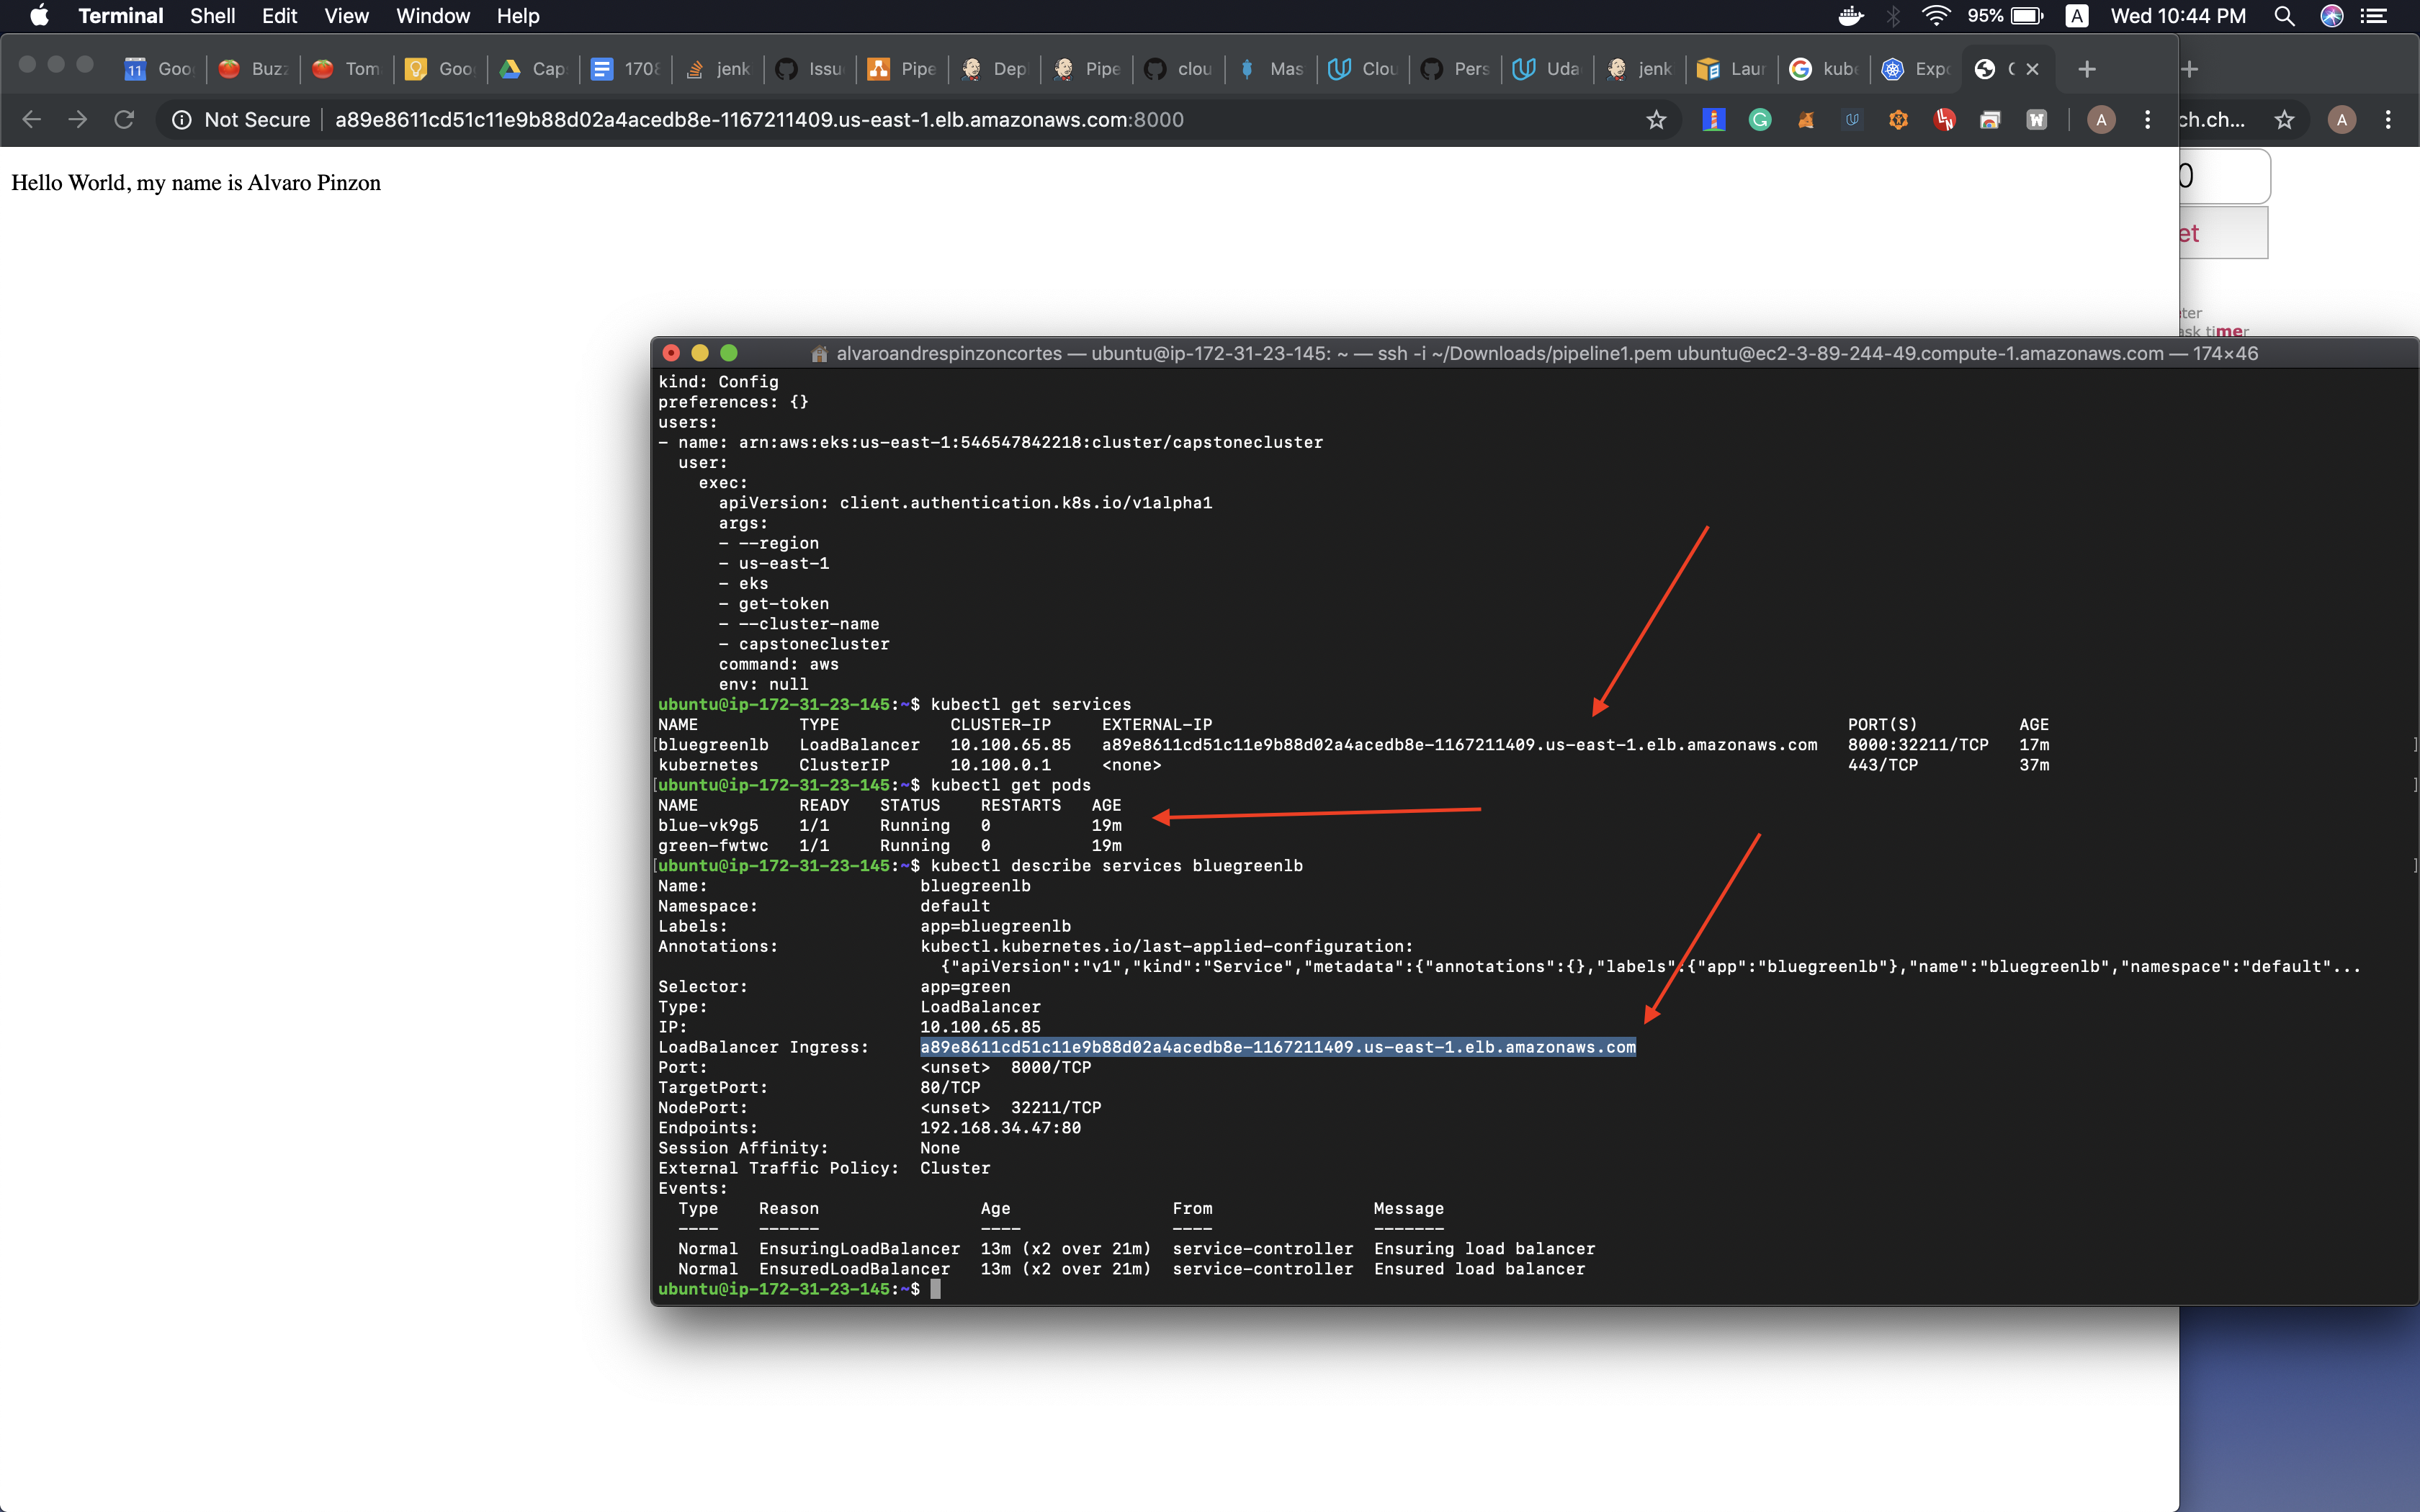 Terminal Shell Edit View Window Help 95% A Wed 10:44 PM
11 Goo Buzz Tom Goo Cap 1708 jenk Issu Pipe Dep Pipe clou Mas Clou Pers Uda jenk Laun kube Expo
Not Secure a89e8611cd51c11e9b88d02a4acedb8e-1167211409.us-east-1.elb.amazonaws.com:8000 A ch.ch... A
Hello World, my name is Alvaro Pinzon
0
et
ask timer
alvaroandrespinzoncortes — ubuntu@ip-172-31-23-145: ~ — ssh -i ~/Downloads/pipeline1.pem ubuntu@ec2-3-89-244-49.compute-1.amazonaws.com — 174×46
kind: Config
preferences: {}
users:
- name: arn:aws:eks:us-east-1:546547842218:cluster/capstonecluster
user:
exec:
apiVersion: client.authentication.k8s.io/v1alpha1
args:
- --region
- us-east-1
- eks
- get-token
- --cluster-name
- capstonecluster
command: aws
env: null
ubuntu@ip-172-31-23-145:~$ kubectl get services
NAME TYPE CLUSTER-IP EXTERNAL-IP PORT(S) AGE
bluegreenlb LoadBalancer 10.100.65.85 a89e8611cd51c11e9b88d02a4acedb8e-1167211409.us-east-1.elb.amazonaws.com 8000:32211/TCP 17m
kubernetes ClusterIP 10.100.0.1 <none> 443/TCP 37m
ubuntu@ip-172-31-23-145:~$ kubectl get pods
NAME READY STATUS RESTARTS AGE
blue-vk9g5 1/1 Running 0 19m
green-fwtwc 1/1 Running 0 19m
ubuntu@ip-172-31-23-145:~$ kubectl describe services bluegreenlb
Name: bluegreenlb
Namespace: default
Labels: app=bluegreenlb
Annotations: kubectl.kubernetes.io/last-applied-configuration:
{"apiVersion":"v1","kind":"Service","metadata":{"annotations":{},"labels":{"app":"bluegreenlb"},"name":"bluegreenlb","namespace":"default"...
Selector: app=green
Type: LoadBalancer
IP: 10.100.65.85
LoadBalancer Ingress: a89e8611cd51c11e9b88d02a4acedb8e-1167211409.us-east-1.elb.amazonaws.com
Port: <unset> 8000/TCP
TargetPort: 80/TCP
NodePort: <unset> 32211/TCP
Endpoints: 192.168.34.47:80
Session Affinity: None
External Traffic Policy: Cluster
Events:
Type Reason Age From Message
---- ------ ---- ---- -------
Normal EnsuringLoadBalancer 13m (x2 over 21m) service-controller Ensuring load balancer
Normal EnsuredLoadBalancer 13m (x2 over 21m) service-controller Ensured load balancer
ubuntu@ip-172-31-23-145:~$